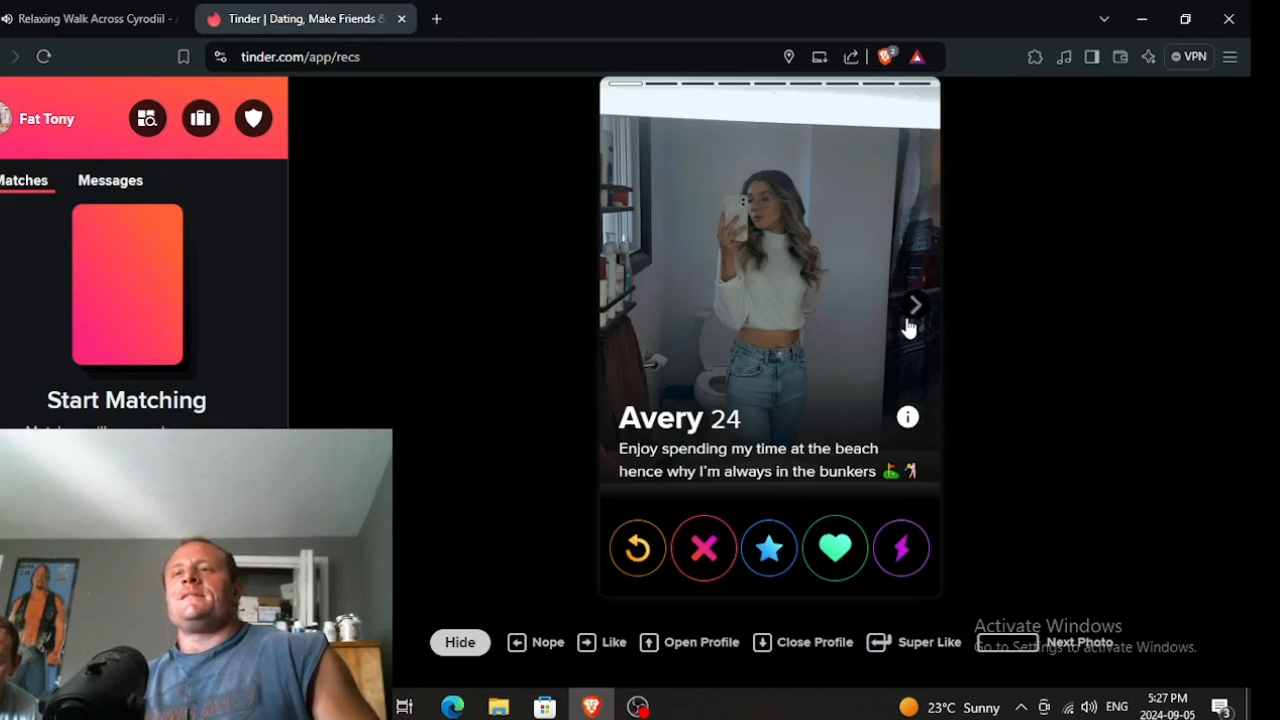 Relaxing Walk Across Cyrodiil -
Tinder | Dating, Make Friends &
tinder.com/app/recs
2
VPN
Fat Tony
Matches
Messages
Start Matching
Avery 24
Enjoy spending my time at the beach
hence why I'm always in the bunkers ⛳🏌
Hide
Nope
Like
Open Profile
Close Profile
Super Like
Next Photo
Activate Windows
Go to Settings to activate Windows.
23°C Sunny
ENG
5:27 PM
2024-09-05
3